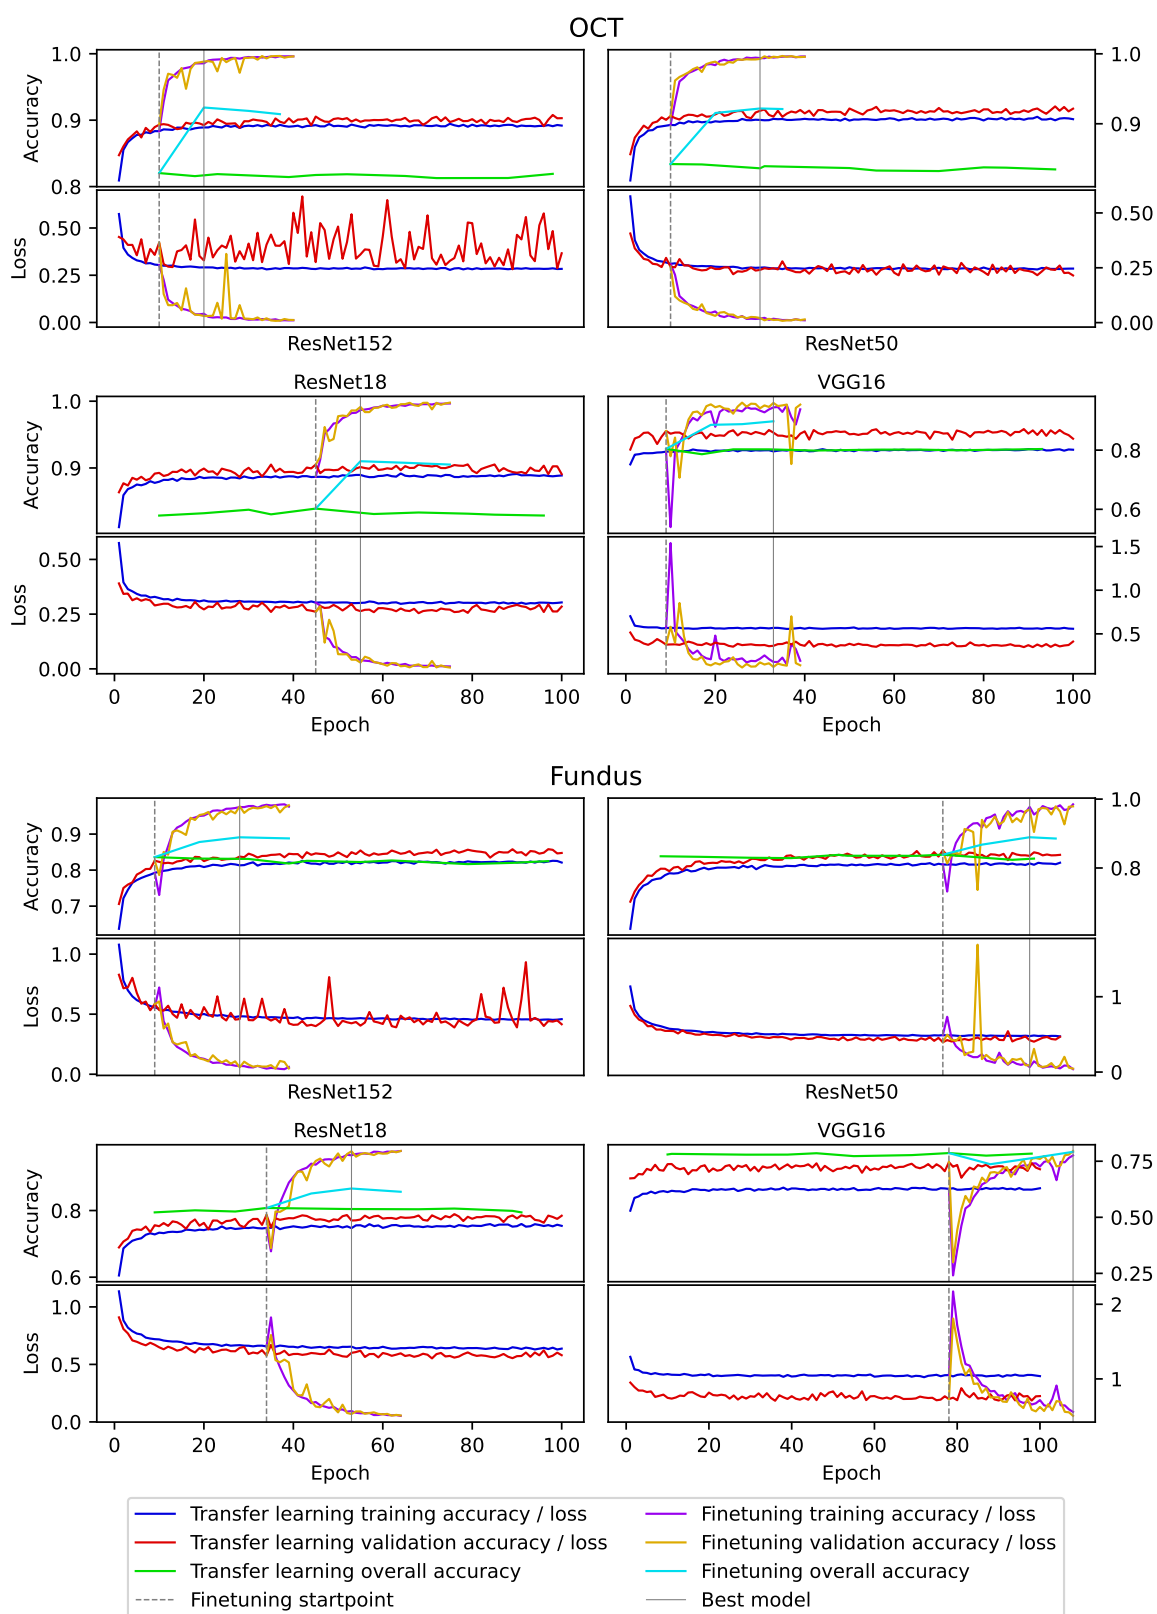 OCT
1.0
0.9
0.8
Accuracy
1.0
0.9
0.50
0.25
0.00
Loss
0.50
0.25
0.00
ResNet152
ResNet50
ResNet18
VGG16
1.0
0.9
Accuracy
0.8
0.6
0.50
0.25
0.00
Loss
1.5
1.0
0.5
0 20 40 60 80 100
0 20 40 60 80 100
Epoch
Epoch
Fundus
0.9
0.8
0.7
Accuracy
1.0
0.8
1.0
0.5
0.0
Loss
1
0
ResNet152
ResNet50
ResNet18
VGG16
0.8
0.6
Accuracy
0.75
0.50
0.25
1.0
0.5
0.0
Loss
2
1
0 20 40 60 80 100
0 20 40 60 80 100
Epoch
Epoch
Transfer learning training accuracy / loss
Transfer learning validation accuracy / loss
Transfer learning overall accuracy
Finetuning startpoint
Finetuning training accuracy / loss
Finetuning validation accuracy / loss
Finetuning overall accuracy
Best model